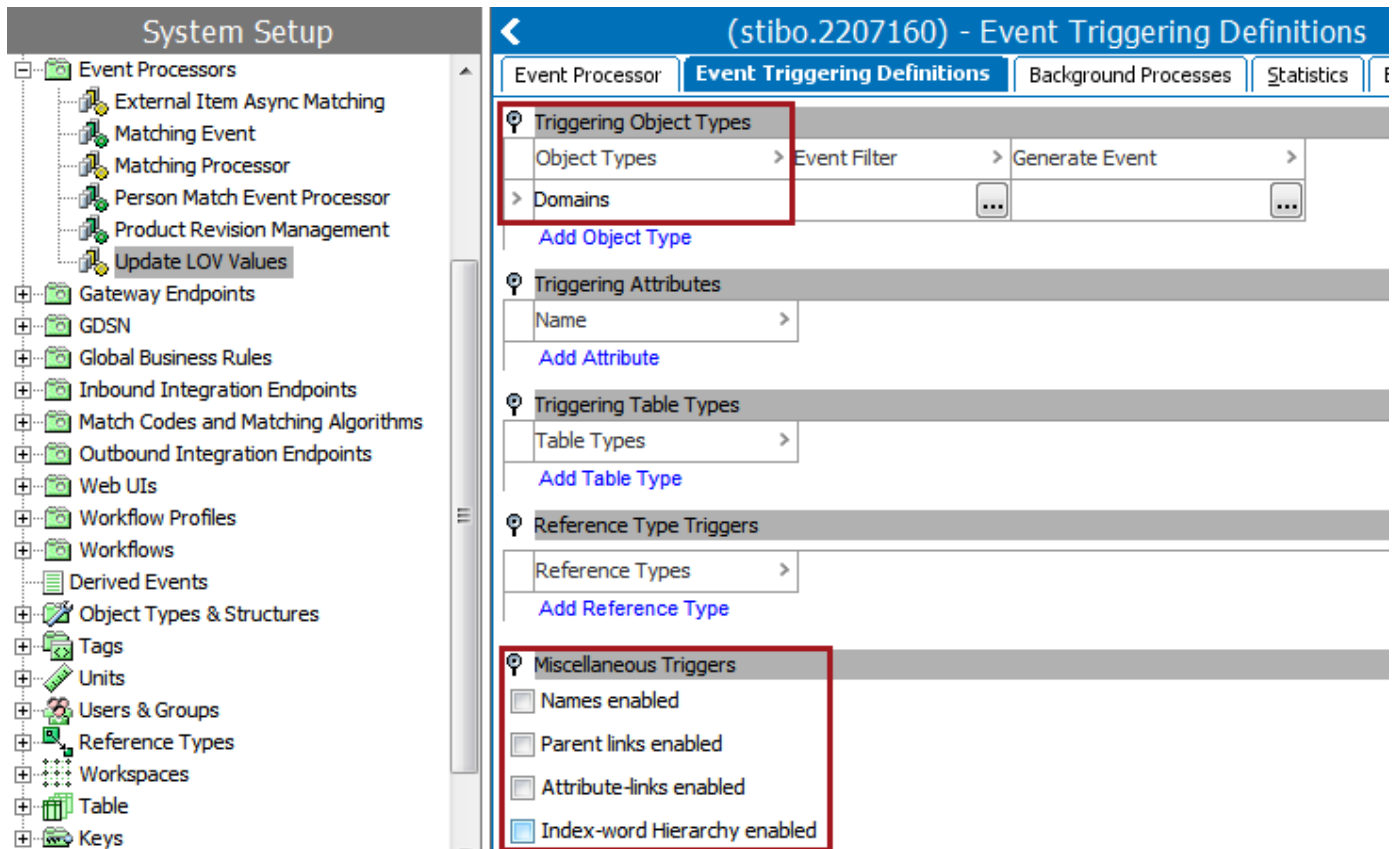 System Setup
Event Processors
External Item Async Matching
Matching Event
Matching Processor
Person Match Event Processor
Product Revision Management
Update LOV Values
Gateway Endpoints
GDSN
Global Business Rules
Inbound Integration Endpoints
Match Codes and Matching Algorithms
Outbound Integration Endpoints
Web UIs
Workflow Profiles
Workflows
Derived Events
Object Types & Structures
Tags
Units
Users & Groups
Reference Types
Workspaces
Table
Keys
(stibo.2207160) - Event Triggering Definitions
Event Processor Event Triggering Definitions Background Processes Statistics
Triggering Object Types
Object Types > Event Filter > Generate Event >
> Domains ... ...
Add Object Type
Triggering Attributes
Name >
Add Attribute
Triggering Table Types
Table Types >
Add Table Type
Reference Type Triggers
Reference Types >
Add Reference Type
Miscellaneous Triggers
Names enabled
Parent links enabled
Attribute-links enabled
Index-word Hierarchy enabled